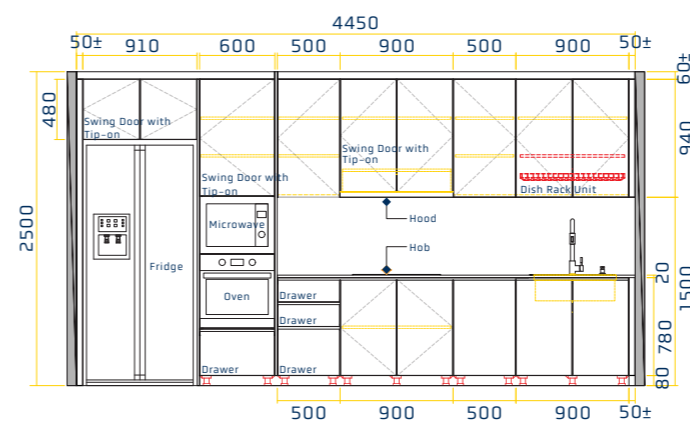 4450
50± 910 600 500 900 500 900 50±
60±
480
940
2500
1500
Swing Door with
Tip-on
Swing Door with
Tip-on
Swing Door with
Tip-on
Dish Rack Unit
Microwave
Hood
Hob
Fridge
Oven
20
780
80
Drawer
Drawer
Drawer
Drawer
500 900 500 900 50±